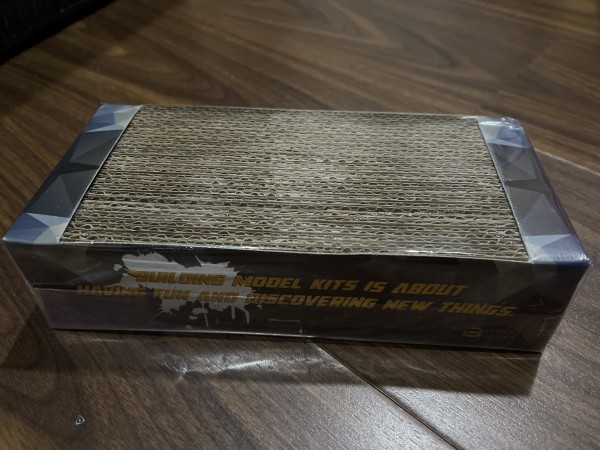 BUILDING MODEL KITS IS ABOUT
HAVING FUN AND DISCOVERING NEW THINGS.